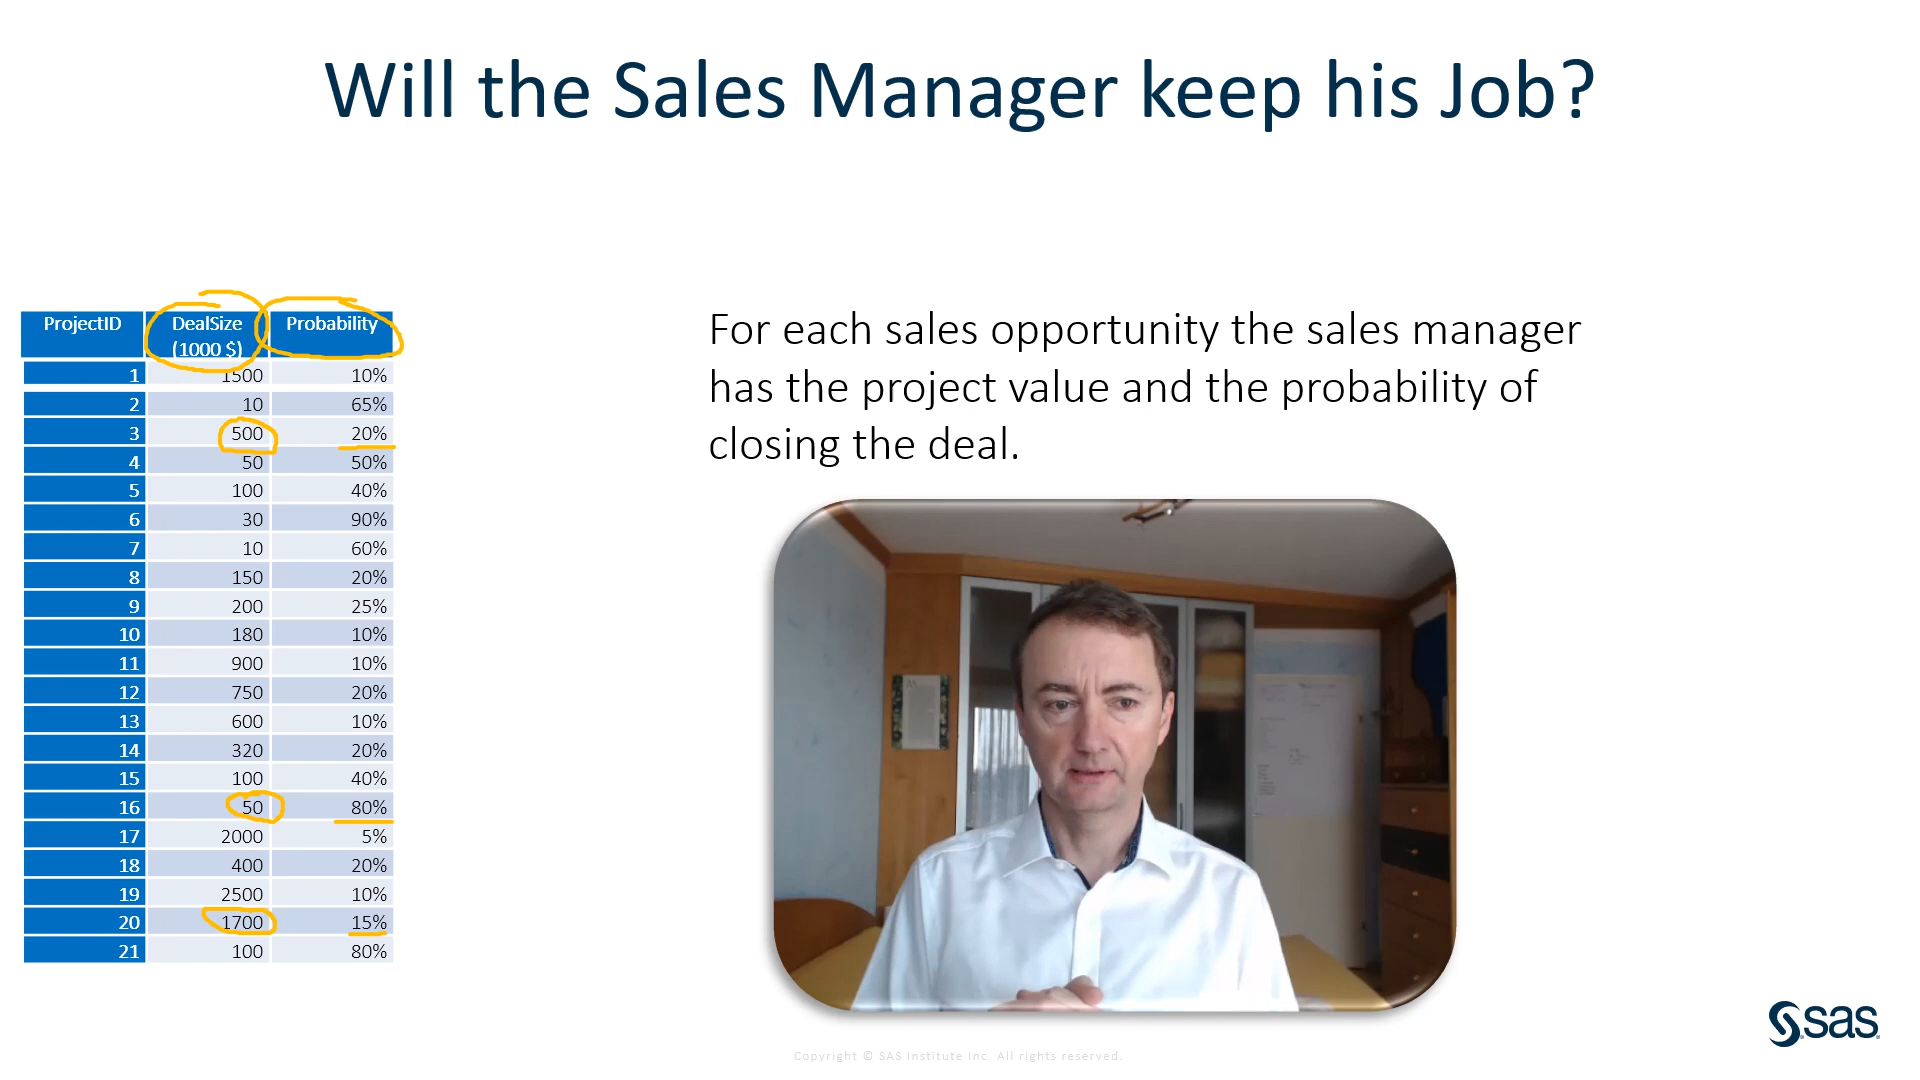 Will the Sales Manager keep his Job?
ProjectID DealSize (1000 $) Probability
1 1500 10%
2 10 65%
3 500 20%
4 50 50%
5 100 40%
6 30 90%
7 10 60%
8 150 20%
9 200 25%
10 180 10%
11 900 10%
12 750 20%
13 600 10%
14 320 20%
15 100 40%
16 50 80%
17 2000 5%
18 400 20%
19 2500 10%
20 1700 15%
21 100 80%
For each sales opportunity the sales manager
has the project value and the probability of
closing the deal.
sas
Copyright © SAS Institute Inc. All rights reserved.